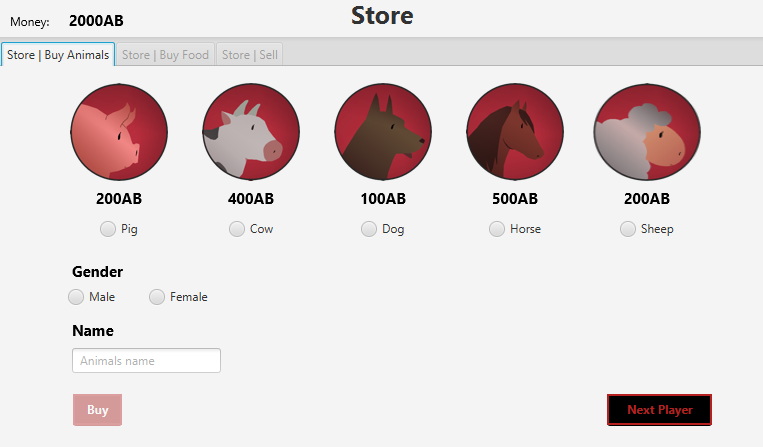 Money: 2000AB Store
Store | Buy Animals Store | Buy Food Store | Sell
200AB 400AB 100AB 500AB 200AB
Pig Cow Dog Horse Sheep
Gender
Male Female
Name
Animals name
Buy Next Player